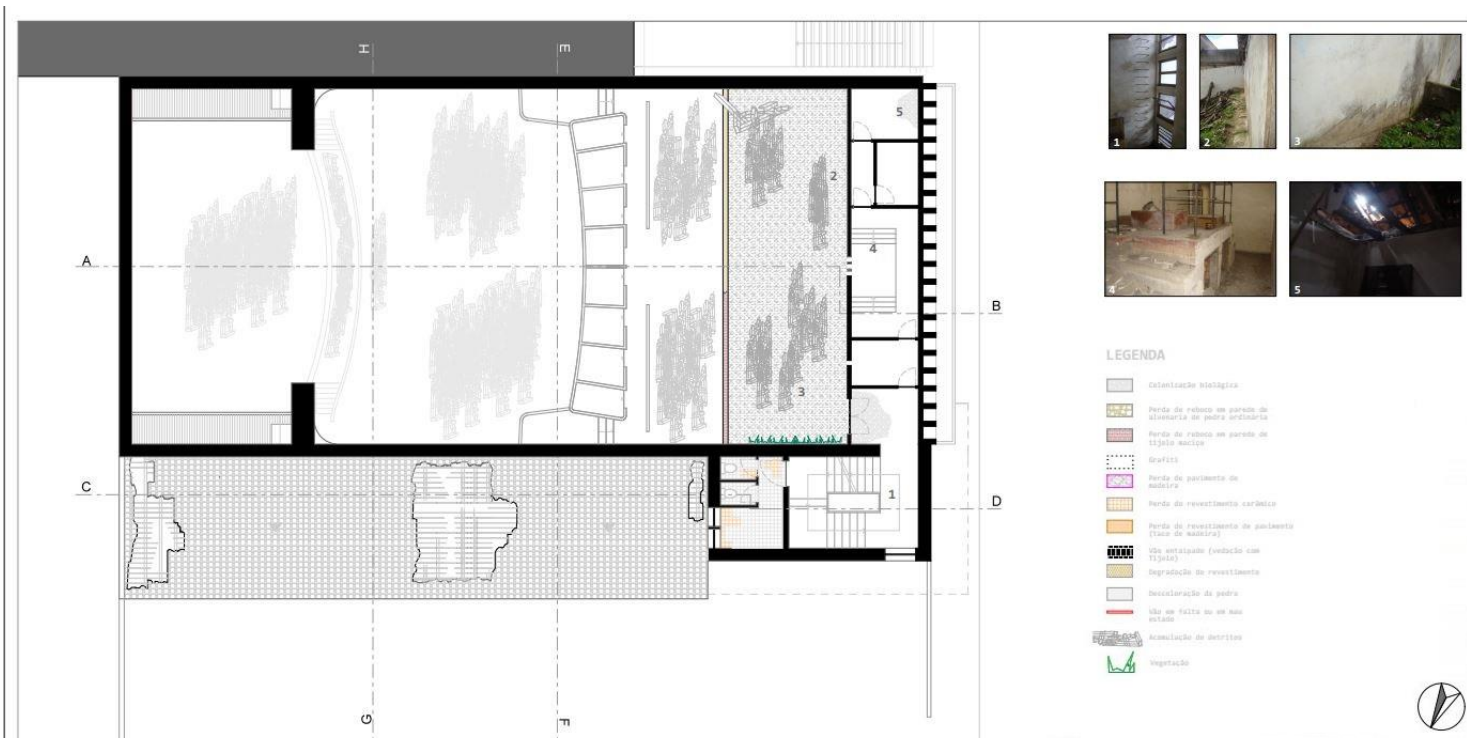 H
E
5
2
4
A
B
3
C
D
1
G
F
1
2
3
4
5
LEGENDA
Colonização biológica
Perda de reboco em parede de
alvenaria de pedra ordinária
Perda de reboco em parede de
tijolo maciço
Grafiti
Perda de pavimento de
madeira
Perda do revestimento cerâmico
Perda do revestimento de pavimento
(taco de madeira)
Vão entaipado (vedação com
Tijolo)
Degradação do revestimento
Descoloração da pedra
Vão em falta ou em mau
estado
Acumulação de detritos
Vegetação